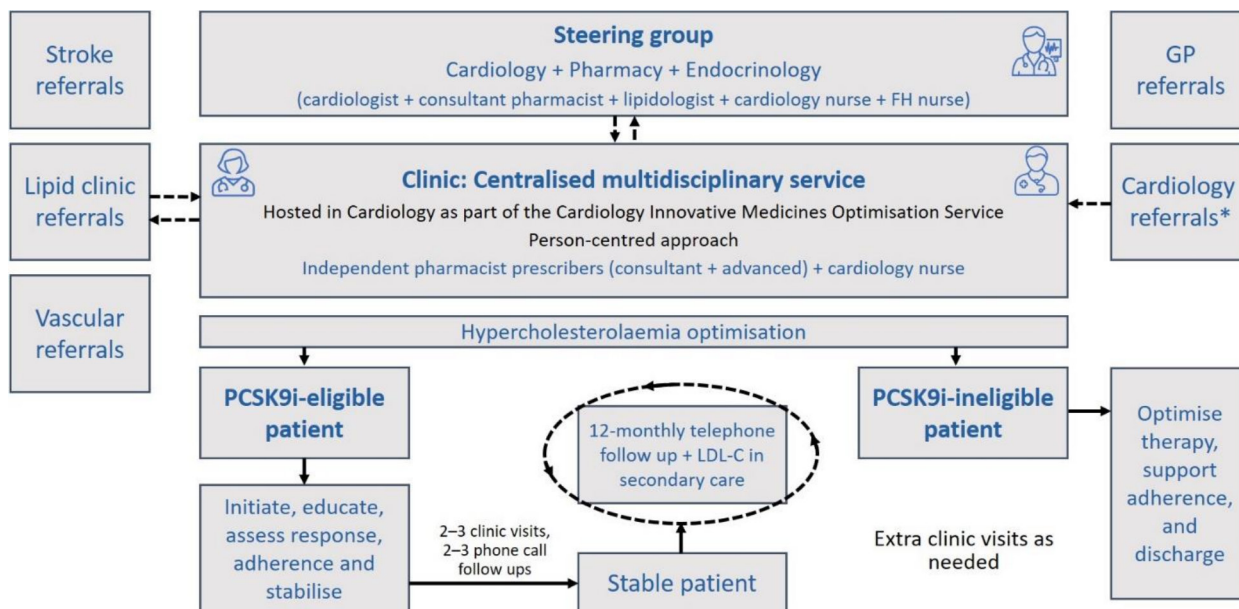 Stroke
referrals
Steering group
Cardiology + Pharmacy + Endocrinology
(cardiologist + consultant pharmacist + lipidologist + cardiology nurse + FH nurse)
GP
referrals
Lipid clinic
referrals
Clinic: Centralised multidisciplinary service
Hosted in Cardiology as part of the Cardiology Innovative Medicines Optimisation Service
Person-centred approach
Independent pharmacist prescribers (consultant + advanced) + cardiology nurse
Cardiology
referrals*
Vascular
referrals
Hypercholesterolaemia optimisation
PCSK9i-eligible
patient
12-monthly telephone
follow up + LDL-C in
secondary care
PCSK9i-ineligible
patient
Optimise
therapy,
support
adherence,
and
discharge
Initiate, educate,
assess response,
adherence and
stabilise
2–3 clinic visits,
2–3 phone call
follow ups
Stable patient
Extra clinic visits as
needed